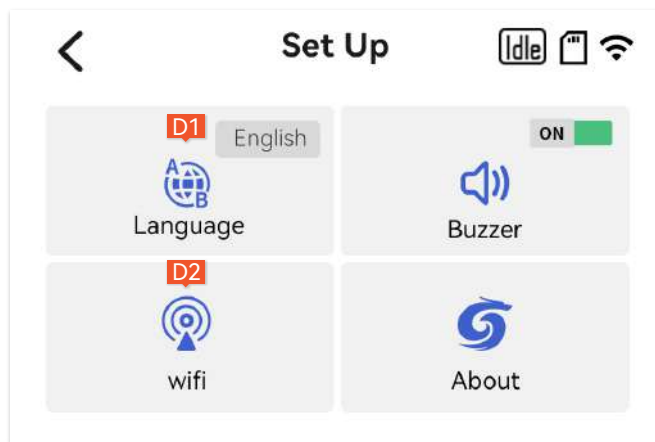 Set Up
Idle
D1
English
ON
A
B
Language
Buzzer
D2
wifi
About